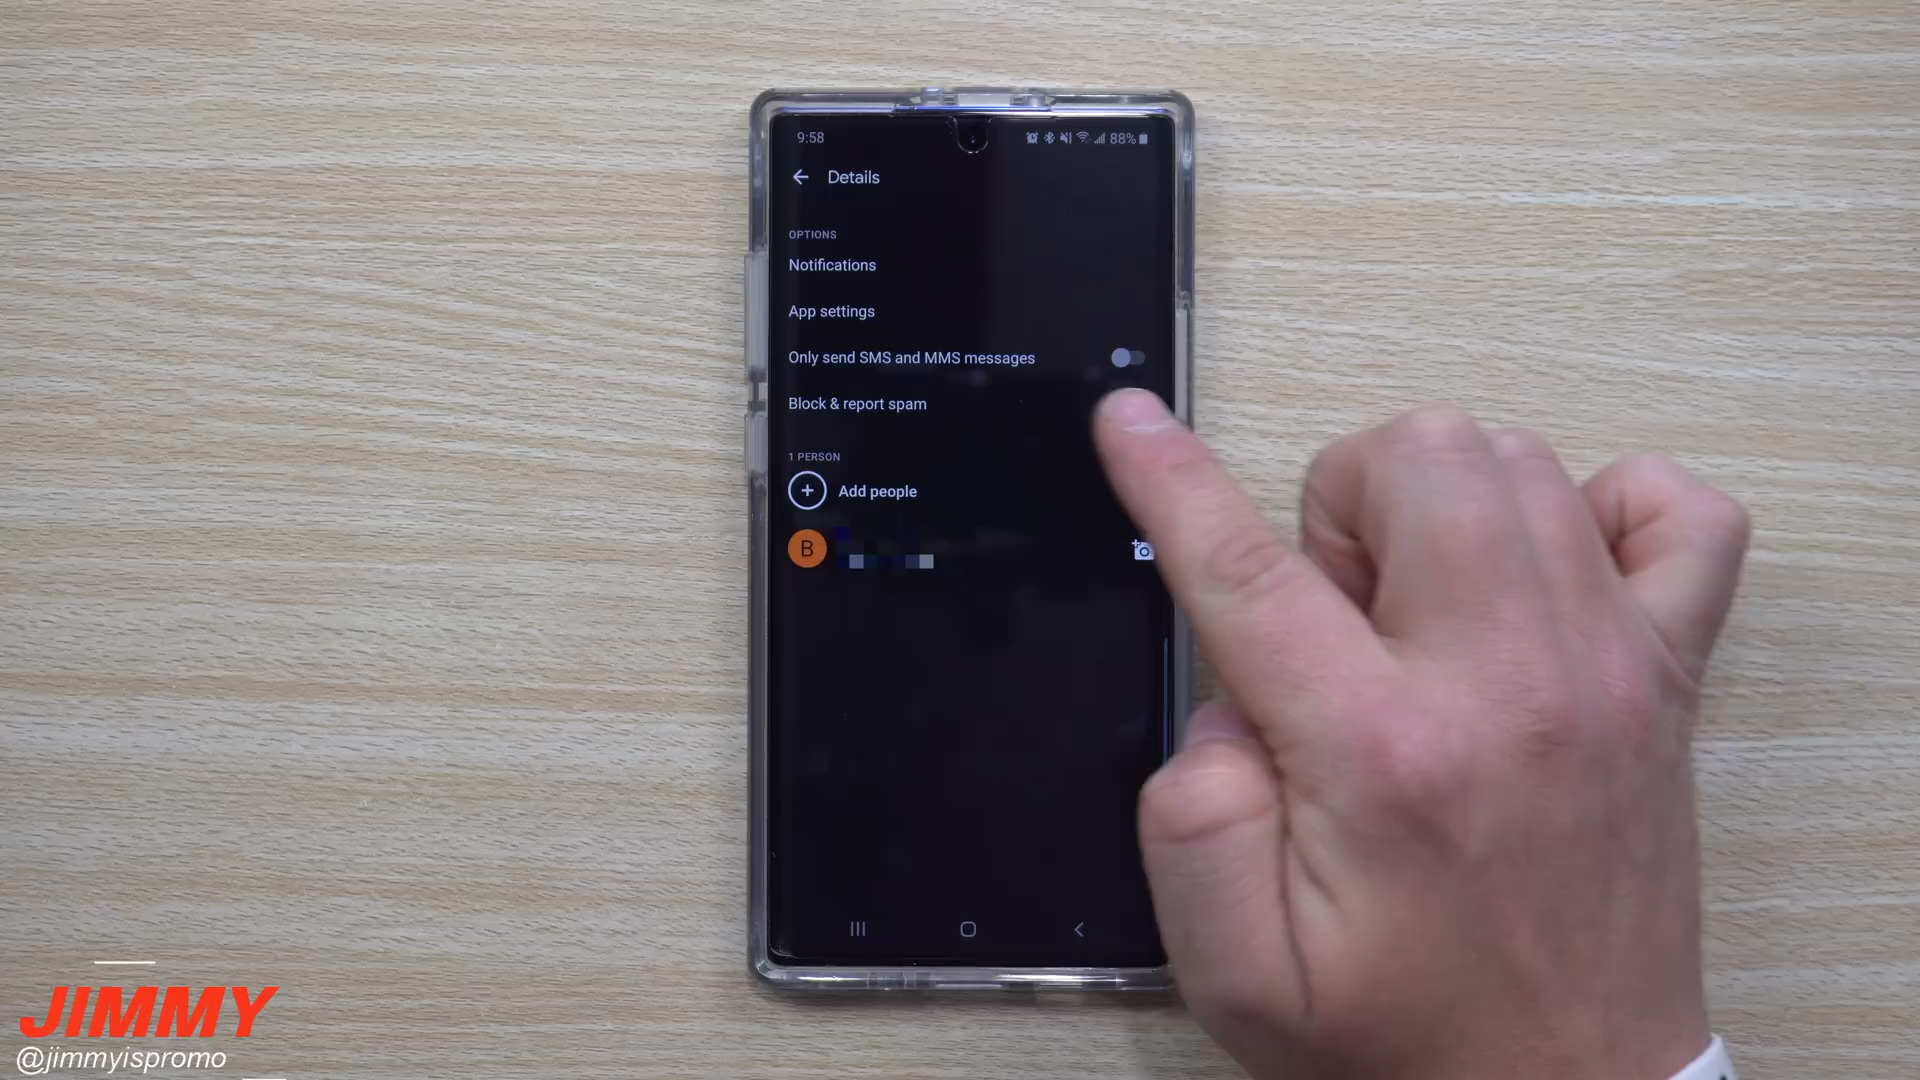 9:58
88%
Details
OPTIONS
Notifications
App settings
Only send SMS and MMS messages
Block & report spam
1 PERSON
Add people
B
JIMMY
@jimmyispromo